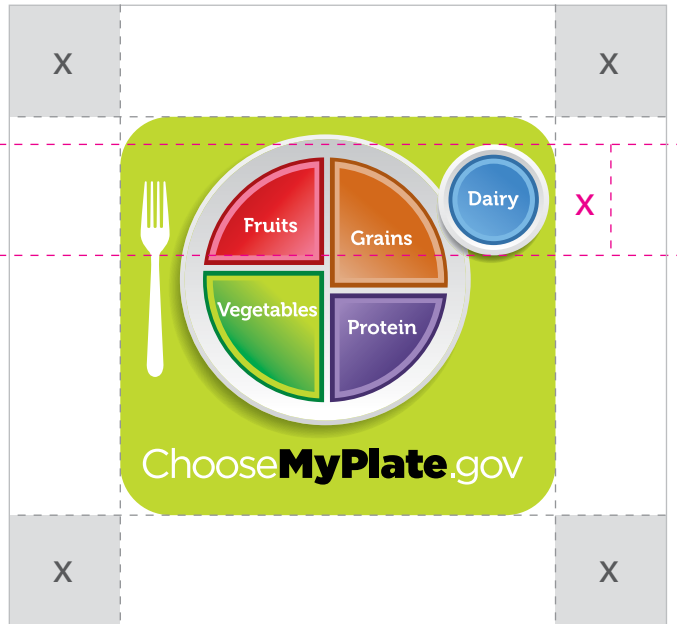 X X
Dairy
X
Fruits
Grains
Vegetables
Protein
ChooseMyPlate.gov
X X